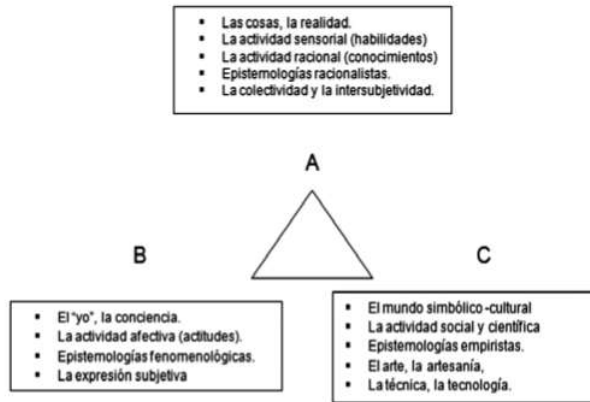 ▪ Las cosas, la realidad.
▪ La actividad sensorial (habilidades)
▪ La actividad racional (conocimientos)
▪ Epistemologías racionalistas.
▪ La colectividad y la intersubjetividad.
A
B
C
▪ El "yo", la conciencia.
▪ La actividad afectiva (actitudes).
▪ Epistemologías fenomenológicas.
▪ La expresión subjetiva
▪ El mundo simbólico -cultural
▪ La actividad social y científica
▪ Epistemologías empiristas.
▪ El arte, la artesanía,
▪ La técnica, la tecnología.